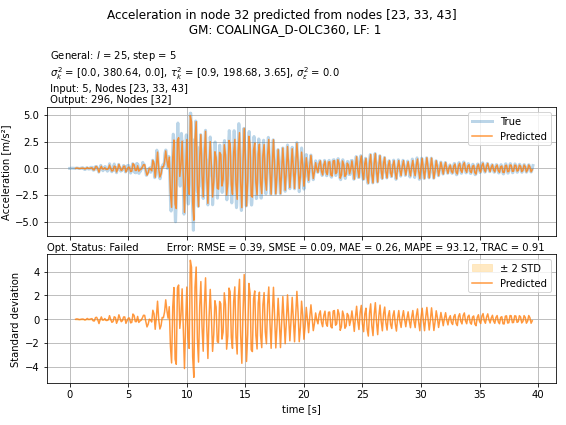 Acceleration in node 32 predicted from nodes [23, 33, 43]
GM: COALINGA_D-OLC360, LF: 1
General: l = 25, step = 5
σₖ² = [0.0, 380.64, 0.0], τₖ² = [0.9, 198.68, 3.65], σₑ² = 0.0
Input: 5, Nodes [23, 33, 43]
Output: 296, Nodes [32]
Acceleration [m/s²]
5.0
2.5
0.0
−2.5
−5.0
True
Predicted
Opt. Status: Failed Error: RMSE = 0.39, SMSE = 0.09, MAE = 0.26, MAPE = 93.12, TRAC = 0.91
Standard deviation
4
2
0
−2
−4
± 2 STD
Predicted
0 5 10 15 20 25 30 35 40
time [s]